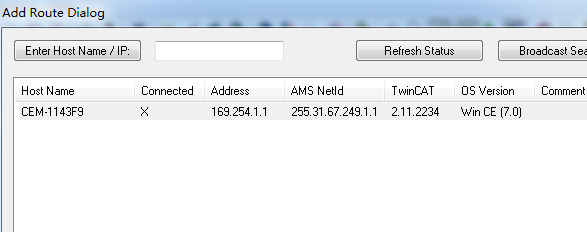 Add Route Dialog
Enter Host Name / IP: Refresh Status Broadcast Sea
Host Name Connected Address AMS NetId TwinCAT OS Version Comment
CEM-1143F9 X 169.254.1.1 255.31.67.249.1.1 2.11.2234 Win CE (7.0)